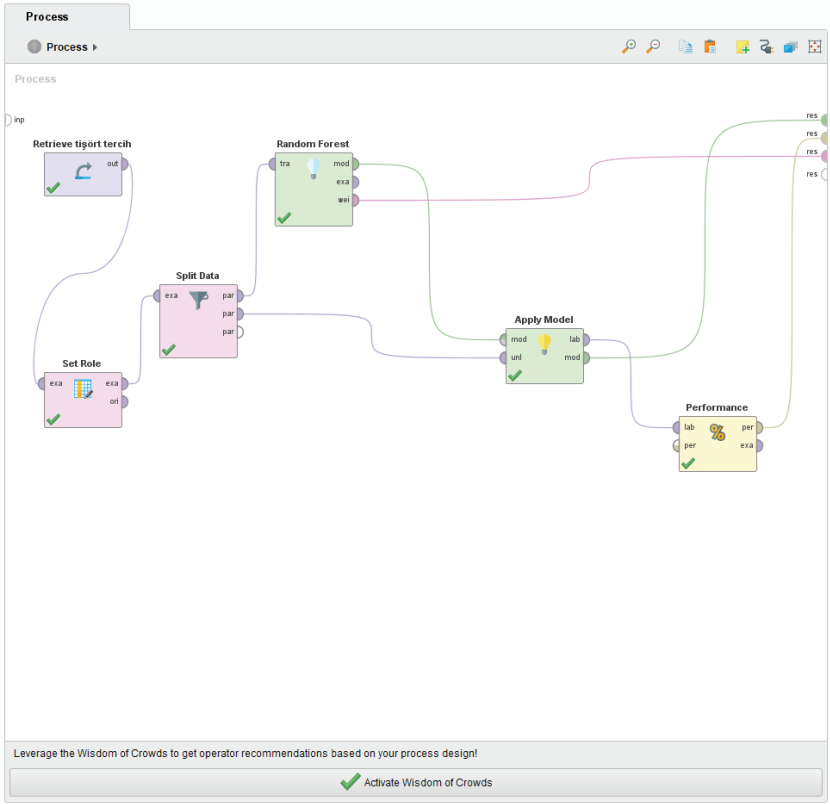 Process
Process
Process
inp
res
res
res
res
Retrieve tişört tercih
out
Random Forest
tra
mod
exa
wei
Split Data
exa
par
par
par
Set Role
exa
exa
ori
Apply Model
mod
lab
unl
mod
Performance
lab
per
per
exa
Leverage the Wisdom of Crowds to get operator recommendations based on your process design!
Activate Wisdom of Crowds